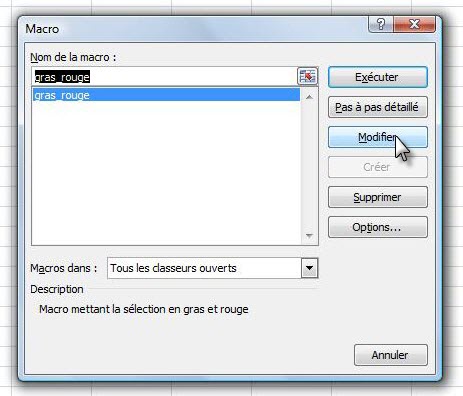 Macro
Nom de la macro :
gras_rouge
gras_rouge
Exécuter
Pas à pas détaillé
Modifier
Créer
Supprimer
Options...
Macros dans : Tous les classeurs ouverts
Description
Macro mettant la sélection en gras et rouge
Annuler